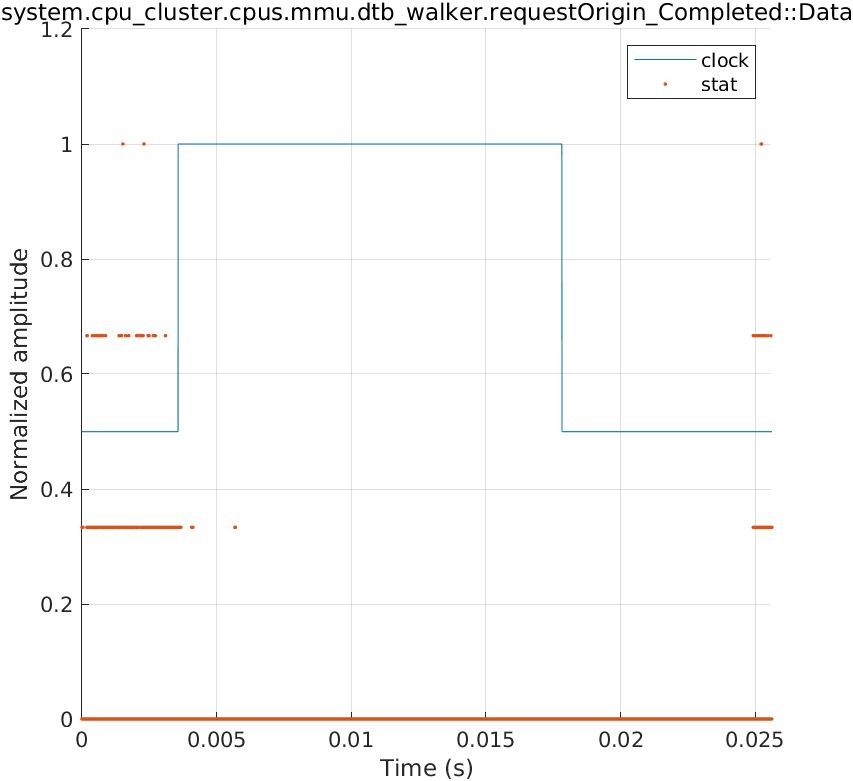 system.cpu_cluster.cpus.mmu.dtb_walker.requestOrigin_Completed::Data
1.2
clock
stat
1
0.8
0.6
0.4
0.2
0
Normalized amplitude
0
0.005
0.01
0.015
0.02
0.025
Time (s)